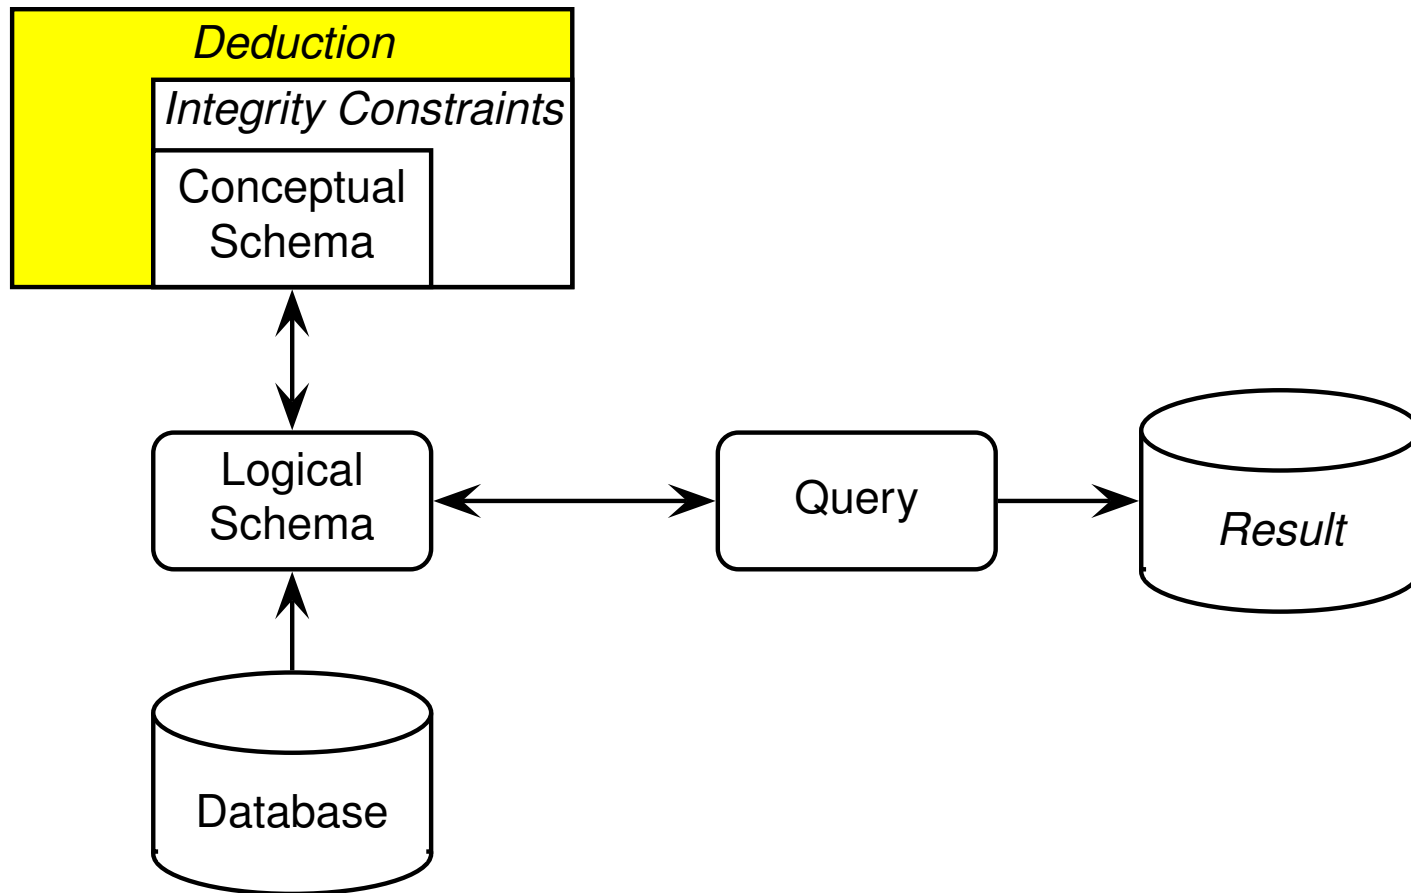 Deduction
Integrity Constraints
Conceptual
Schema
Logical
Schema
Query
Result
Database